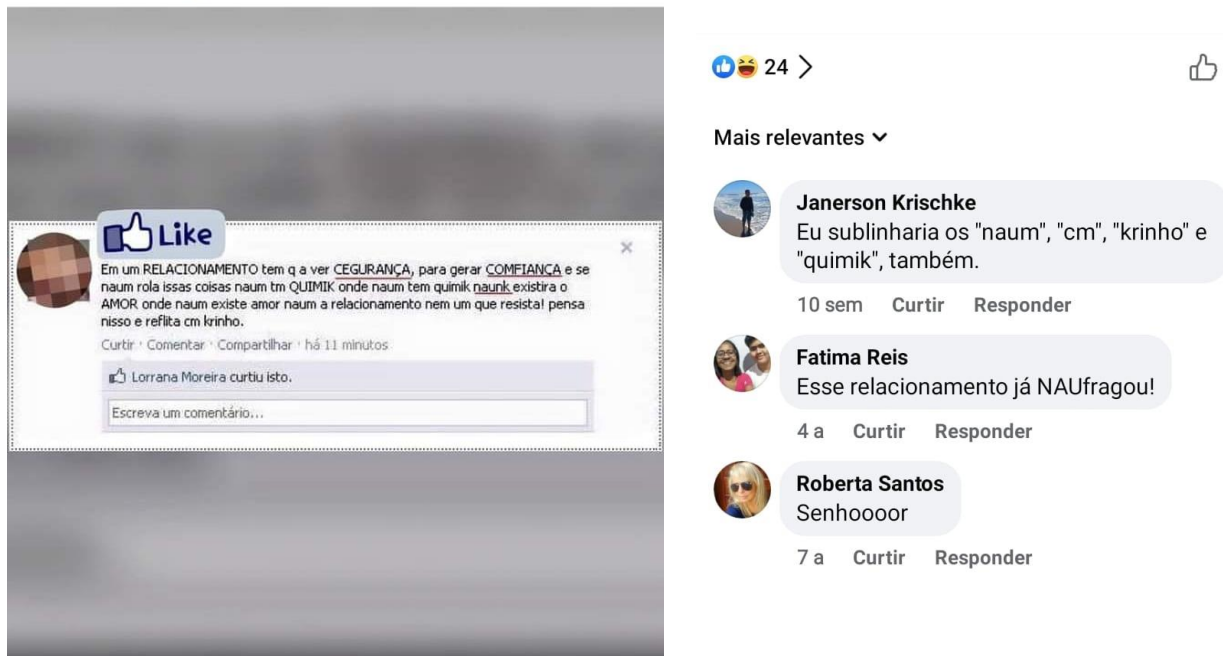 Like
Em um RELACIONAMENTO tem q a ver CEGURANÇA, para gerar COMFIANÇA e se
naum rola issas coisas naum tm QUIMIK onde naum tem quimik naunk existira o
AMOR onde naum existe amor naum a relacionamento nem um que resista! pensa
nisso e reflita cm krinho.
Curtir · Comentar · Compartilhar · há 11 minutos
Lorrana Moreira curtiu isto.
Escreva um comentário...
24
Mais relevantes
Janerson Krischke
Eu sublinharia os "naum", "cm", "krinho" e
"quimik", também.
10 sem Curtir Responder
Fatima Reis
Esse relacionamento já NAUfragou!
4 a Curtir Responder
Roberta Santos
Senhoooor
7 a Curtir Responder